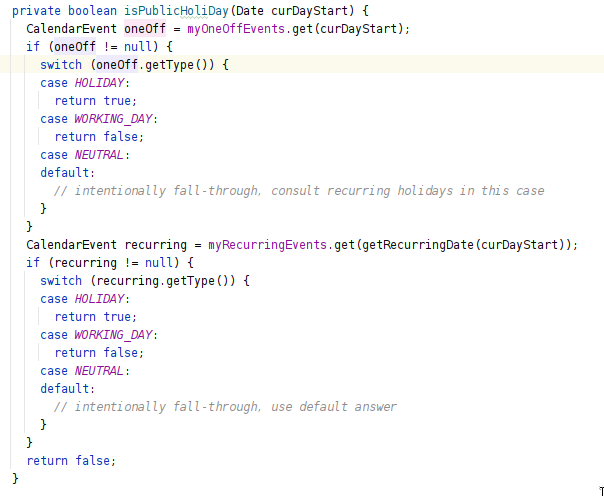 private boolean isPublicHoliDay(Date curDayStart) {
  CalendarEvent oneOff = myOneOffEvents.get(curDayStart);
  if (oneOff != null) {
    switch (oneOff.getType()) {
    case HOLIDAY:
      return true;
    case WORKING_DAY:
      return false;
    case NEUTRAL:
    default:
      // intentionally fall-through, consult recurring holidays in this case
    }
  }
  CalendarEvent recurring = myRecurringEvents.get(getRecurringDate(curDayStart));
  if (recurring != null) {
    switch (recurring.getType()) {
    case HOLIDAY:
      return true;
    case WORKING_DAY:
      return false;
    case NEUTRAL:
    default:
      // intentionally fall-through, use default answer
    }
  }
  return false;
}